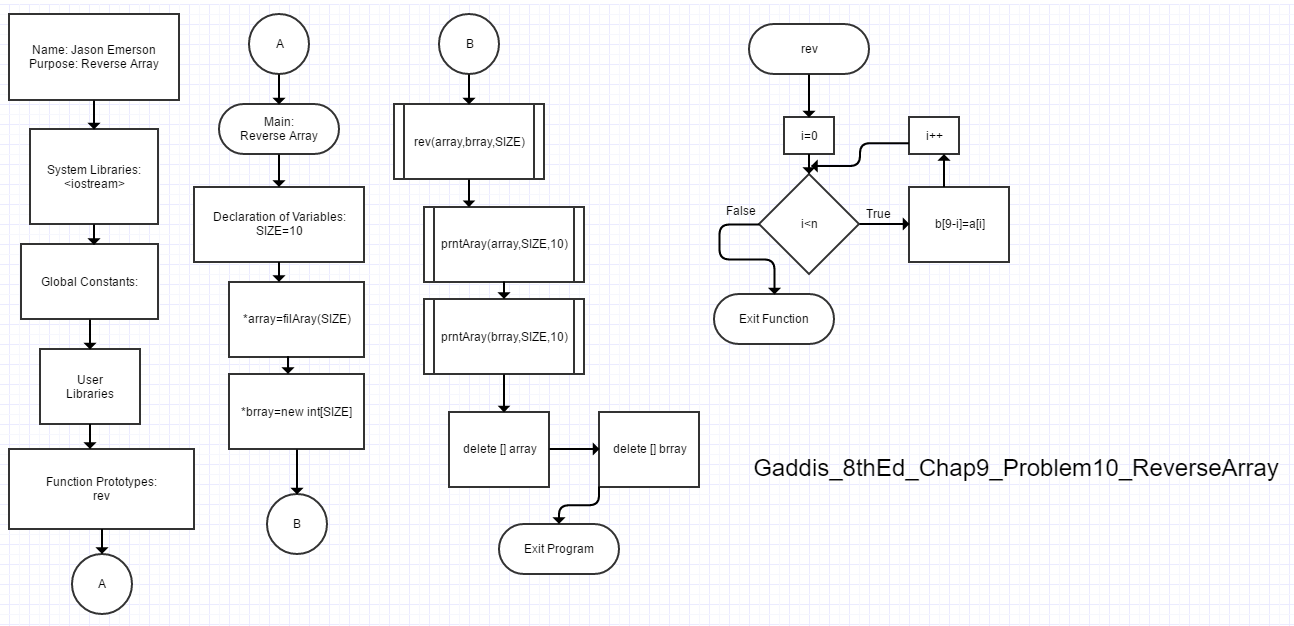 Name: Jason Emerson
Purpose: Reverse Array
System Libraries:
<iostream>
Global Constants:
User
Libraries
Function Prototypes:
rev
A
A
Main:
Reverse Array
Declaration of Variables:
SIZE=10
*array=filAray(SIZE)
*brray=new int[SIZE]
B
B
rev(array,brray,SIZE)
prntAray(array,SIZE,10)
prntAray(brray,SIZE,10)
delete [] array
delete [] brray
Exit Program
rev
i=0
i++
i<n
False
True
b[9-i]=a[i]
Exit Function
Gaddis_8thEd_Chap9_Problem10_ReverseArray